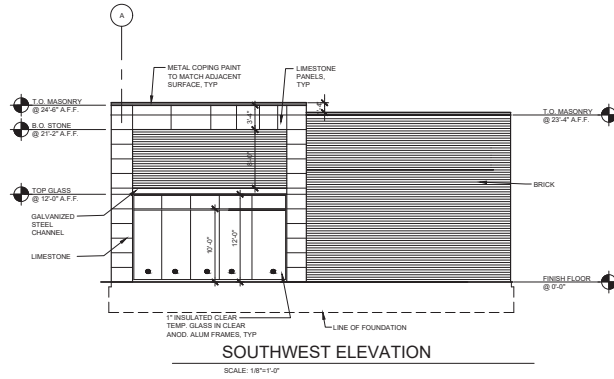 A
METAL COPING PAINT
TO MATCH ADJACENT
SURFACE, TYP
LIMESTONE
PANELS,
TYP
T.O. MASONRY
@ 24'-6" A.F.F.
T.O. MASONRY
@ 23'-4" A.F.F.
3'-4"
B.O. STONE
@ 21'-2" A.F.F.
8'-0"
BRICK
TOP GLASS
@ 12'-0" A.F.F.
GALVANIZED
STEEL
CHANNEL
10'-0"
12'-0"
LIMESTONE
FINISH FLOOR
@ 0'-0"
1" INSULATED CLEAR
TEMP. GLASS IN CLEAR
ANOD. ALUM FRAMES, TYP
LINE OF FOUNDATION
SOUTHWEST ELEVATION
SCALE: 1/8"=1'-0"